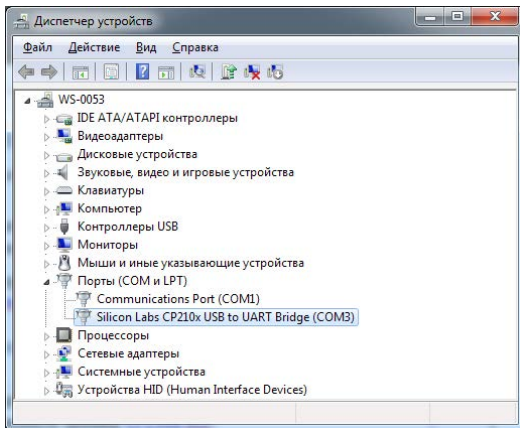 Диспетчер устройств
Файл Действие Вид Справка
WS-0053
IDE ATA/ATAPI контроллеры
Видеоадаптеры
Дисковые устройства
Звуковые, видео и игровые устройства
Клавиатуры
Компьютер
Контроллеры USB
Мониторы
Мыши и иные указывающие устройства
Порты (COM и LPT)
Communications Port (COM1)
Silicon Labs CP210x USB to UART Bridge (COM3)
Процессоры
Сетевые адаптеры
Системные устройства
Устройства HID (Human Interface Devices)